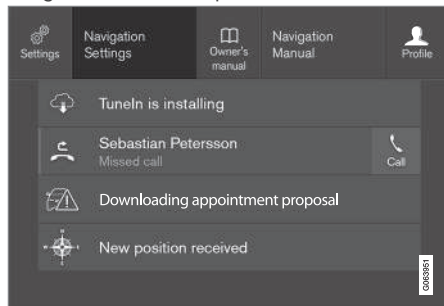 Settings
Navigation
Settings
Owner's
manual
Navigation
Manual
Profile
TuneIn is installing
Sebastian Petersson
Missed call
Call
Downloading appointment proposal
New position received
G063951